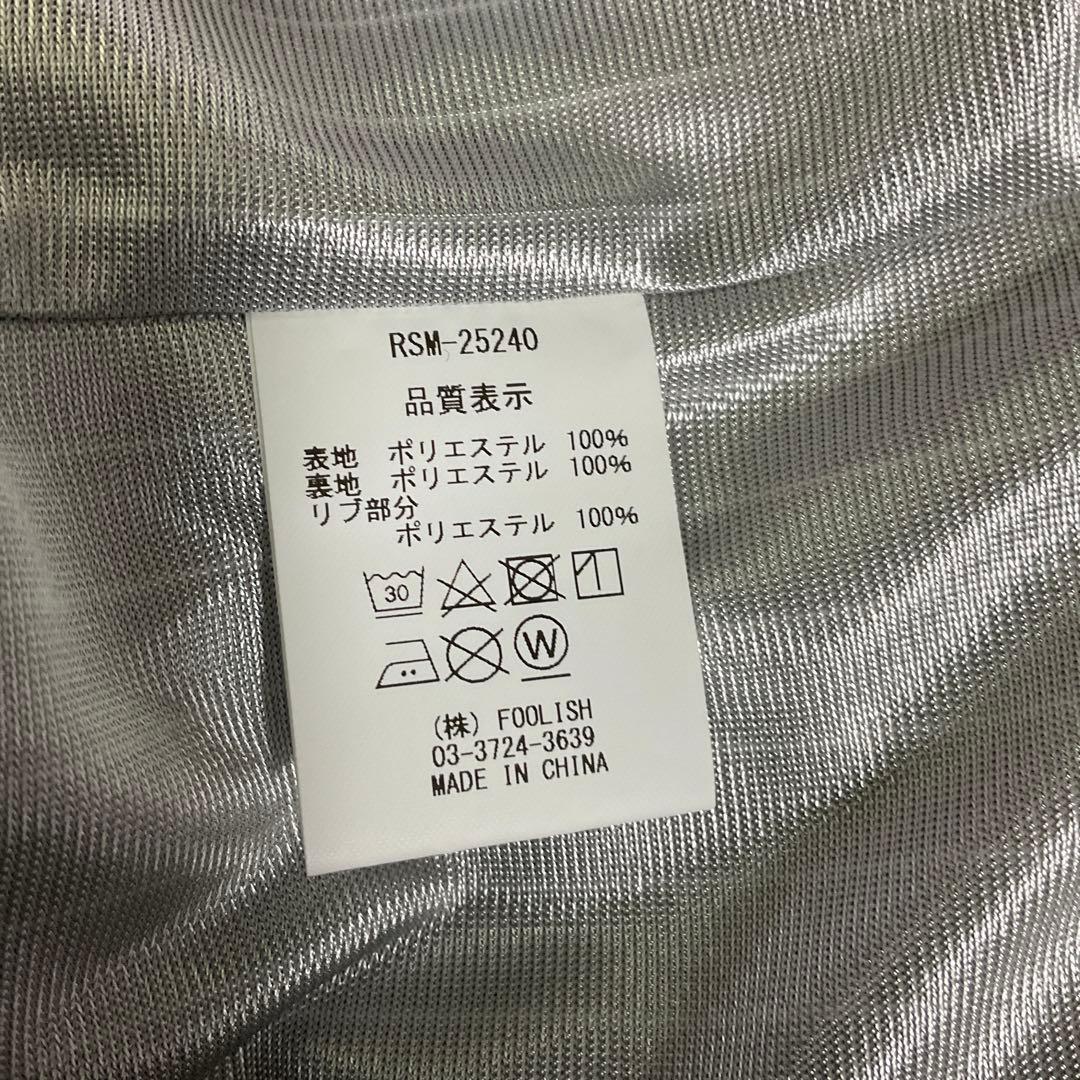 RSM-25240
品質表示
表地 ポリエステル 100%
裏地 ポリエステル 100%
リブ部分
ポリエステル 100%
30
W
(株) FOOLISH
03-3724-3639
MADE IN CHINA